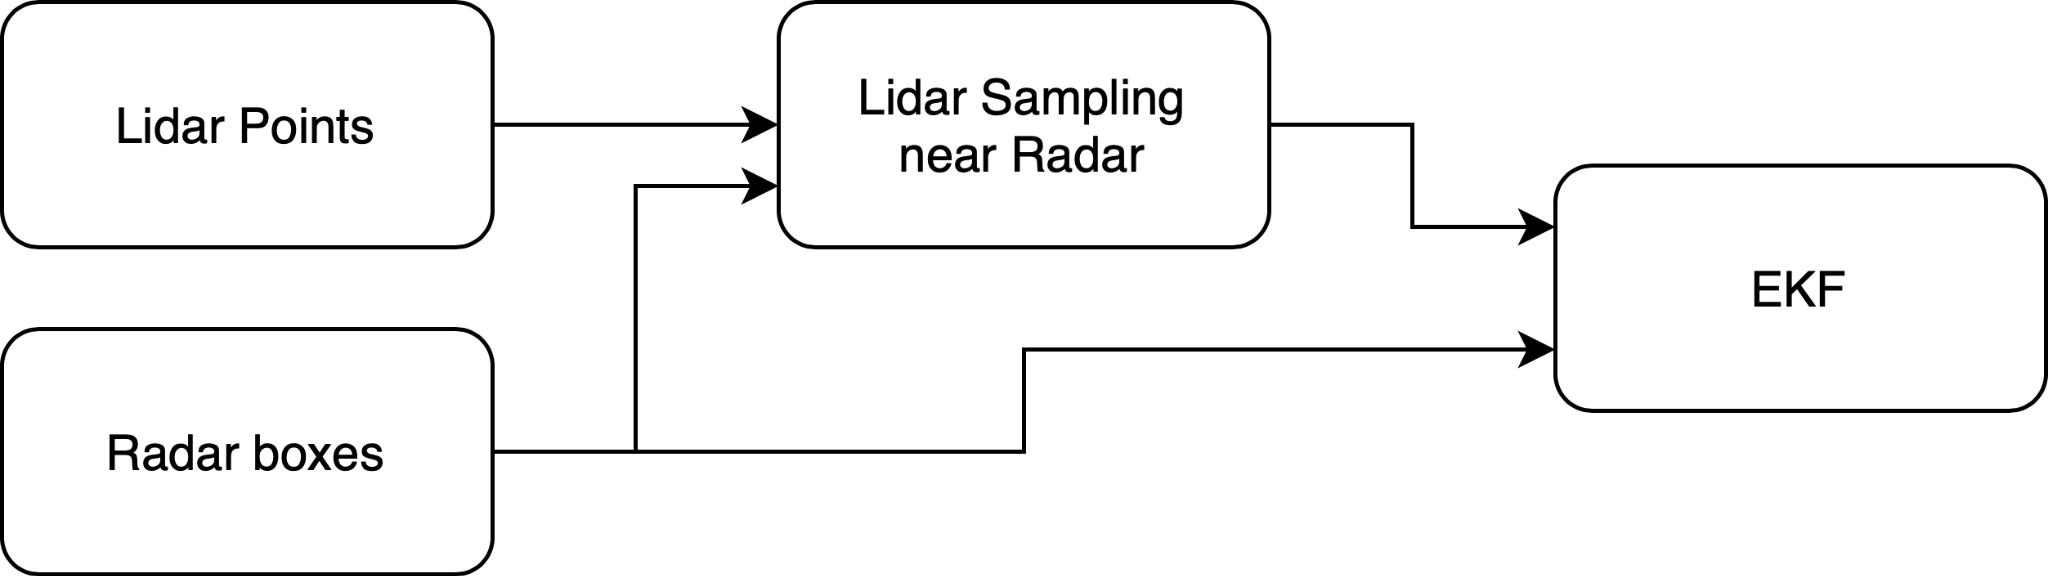 Lidar Points
Lidar Sampling
near Radar
EKF
Radar boxes